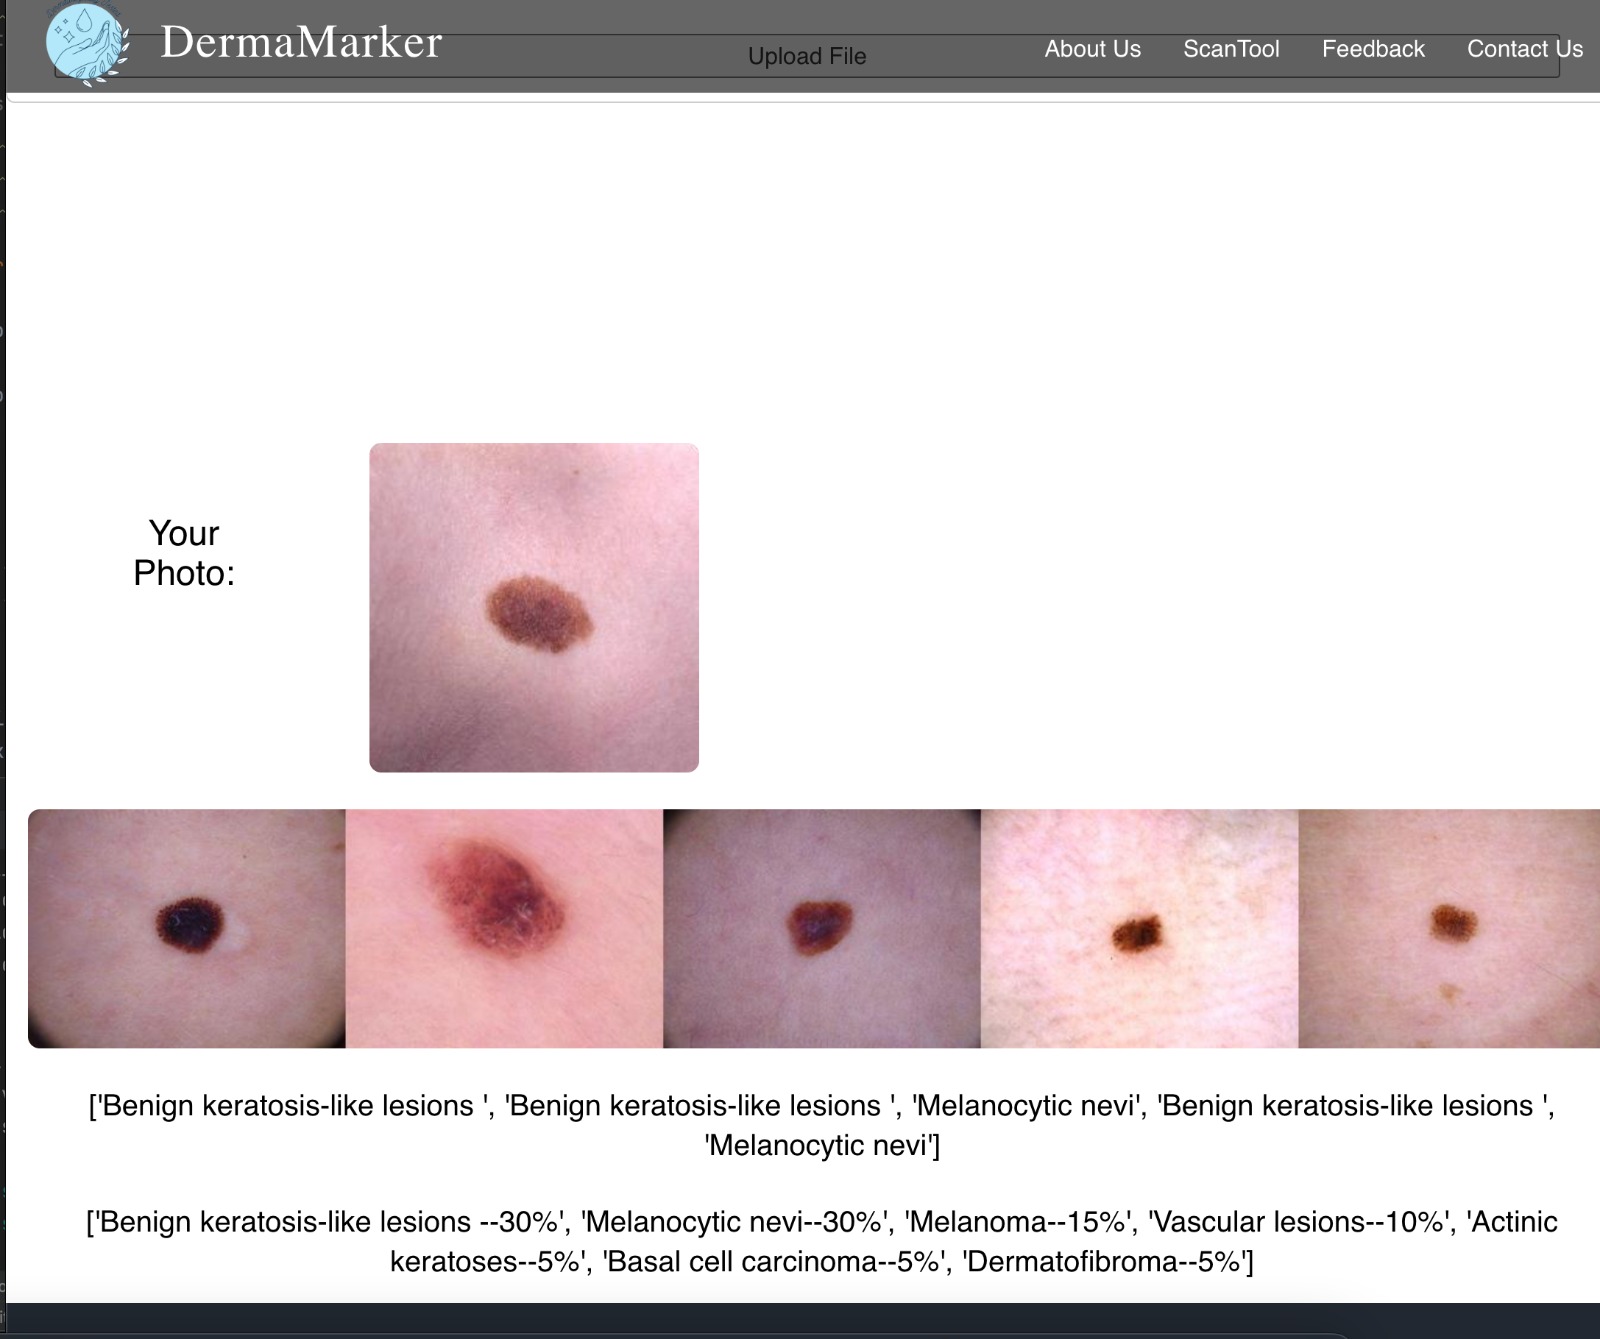 DermaMarker
Upload File
About Us ScanTool Feedback Contact Us
Your
Photo:
['Benign keratosis-like lesions ', 'Benign keratosis-like lesions ', 'Melanocytic nevi', 'Benign keratosis-like lesions ',
'Melanocytic nevi']
['Benign keratosis-like lesions --30%', 'Melanocytic nevi--30%', 'Melanoma--15%', 'Vascular lesions--10%', 'Actinic
keratoses--5%', 'Basal cell carcinoma--5%', 'Dermatofibroma--5%']